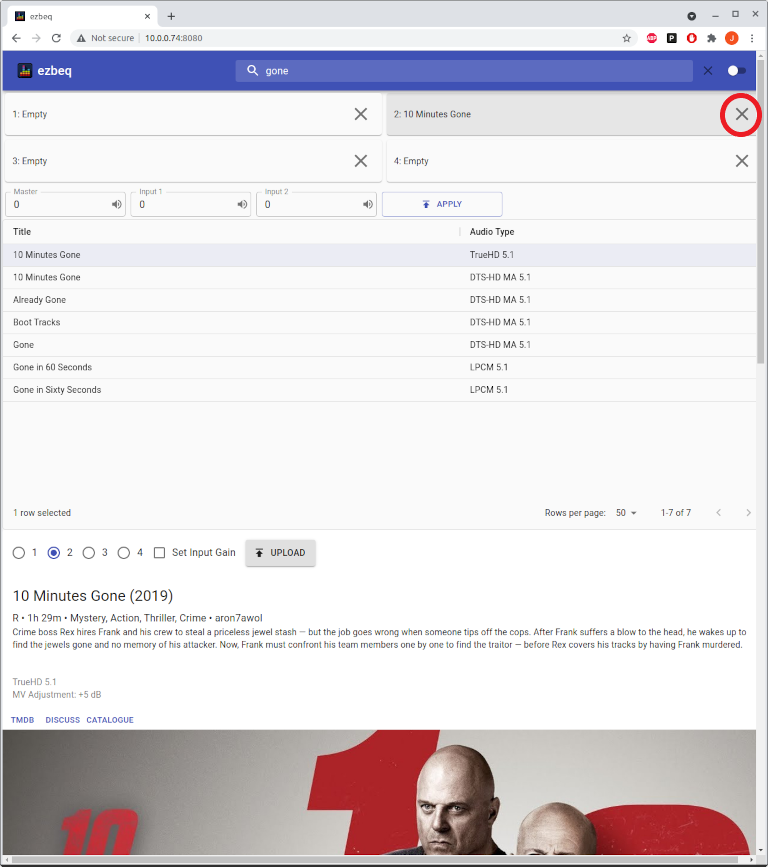 ezbeq
Not secure 10.0.0.74:8080
ABP P J
ezbeq gone
1: Empty 2: 10 Minutes Gone
3: Empty 4: Empty
Master Input 1 Input 2
0 0 0 APPLY
Title Audio Type
10 Minutes Gone TrueHD 5.1
10 Minutes Gone DTS-HD MA 5.1
Already Gone DTS-HD MA 5.1
Boot Tracks DTS-HD MA 5.1
Gone DTS-HD MA 5.1
Gone in 60 Seconds LPCM 5.1
Gone in Sixty Seconds LPCM 5.1
1 row selected Rows per page: 50 1-7 of 7
1 2 3 4 Set Input Gain UPLOAD
10 Minutes Gone (2019)
R • 1h 29m • Mystery, Action, Thriller, Crime • aron7awol
Crime boss Rex hires Frank and his crew to steal a priceless jewel stash — but the job goes wrong when someone tips off the cops. After Frank suffers a blow to the head, he wakes up to
find the jewels gone and no memory of his attacker. Now, Frank must confront his team members one by one to find the traitor — before Rex covers his tracks by having Frank murdered.
TrueHD 5.1
MV Adjustment: +5 dB
TMDB DISCUSS CATALOGUE
10